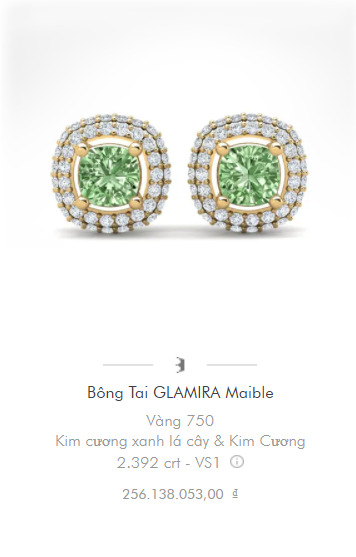 Bông Tai GLAMIRA Maible
Vàng 750
Kim cương xanh lá cây & Kim Cương
2.392 crt - VS1
256.138.053,00 ₫